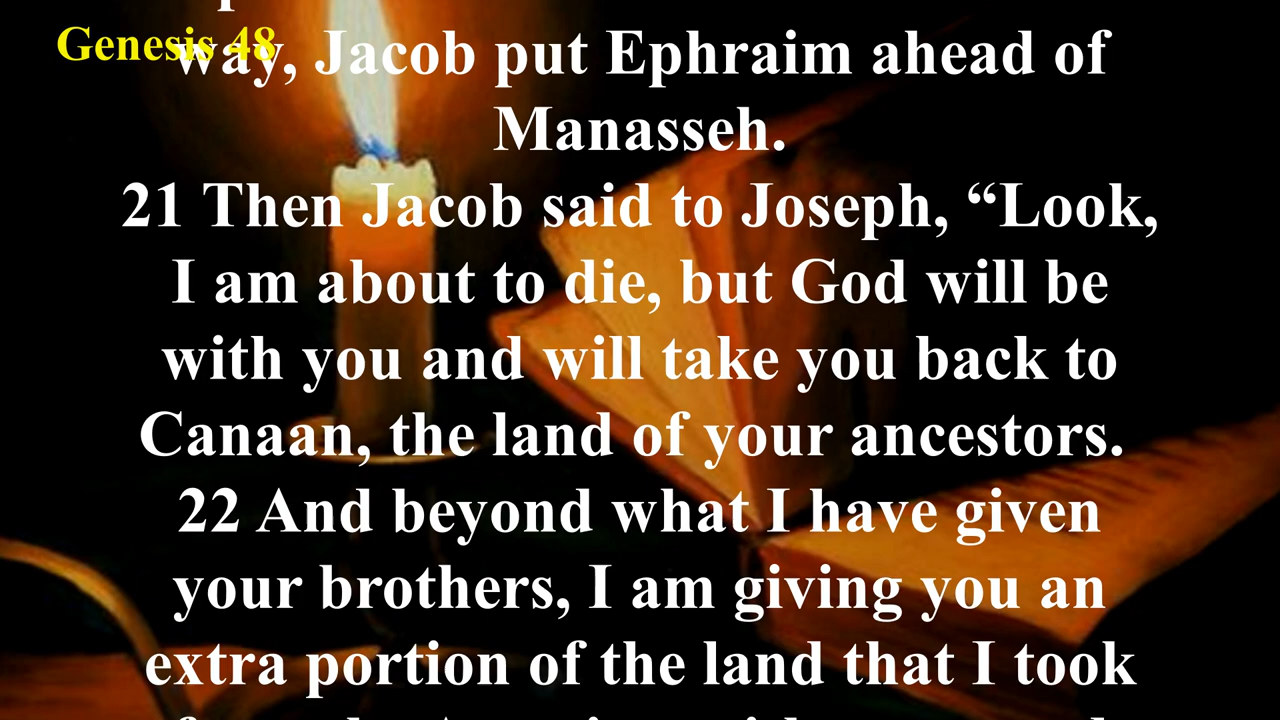 Genesis 48
way, Jacob put Ephraim ahead of
Manasseh.
21 Then Jacob said to Joseph, “Look,
I am about to die, but God will be
with you and will take you back to
Canaan, the land of your ancestors.
22 And beyond what I have given
your brothers, I am giving you an
extra portion of the land that I took